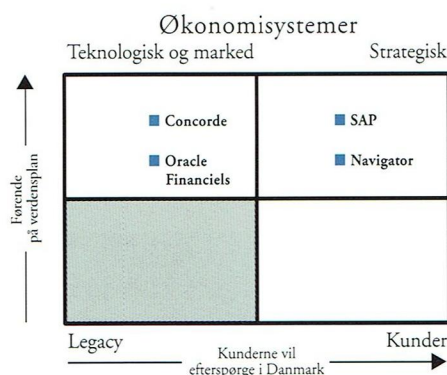 Økonomisystemer
Teknologisk og marked
Strategisk
Concorde
SAP
Oracle
Financiels
Navigator
Førende
på verdensplan
Legacy
Kunder
Kunderne vil
efterspørge i Danmark